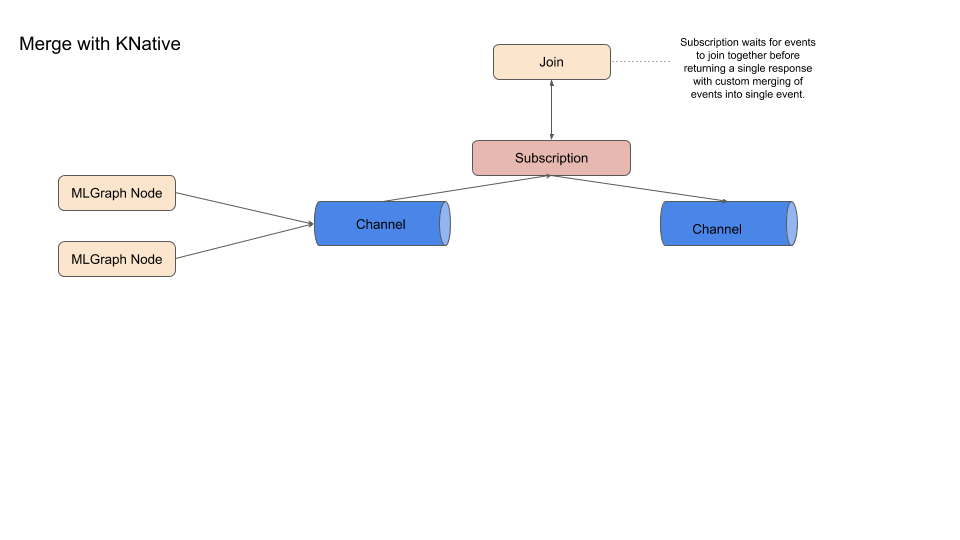 Merge with KNative
Join
Subscription waits for events
to join together before
returning a single response
with custom merging of
events into single event.
Subscription
MLGraph Node
Channel
Channel
MLGraph Node